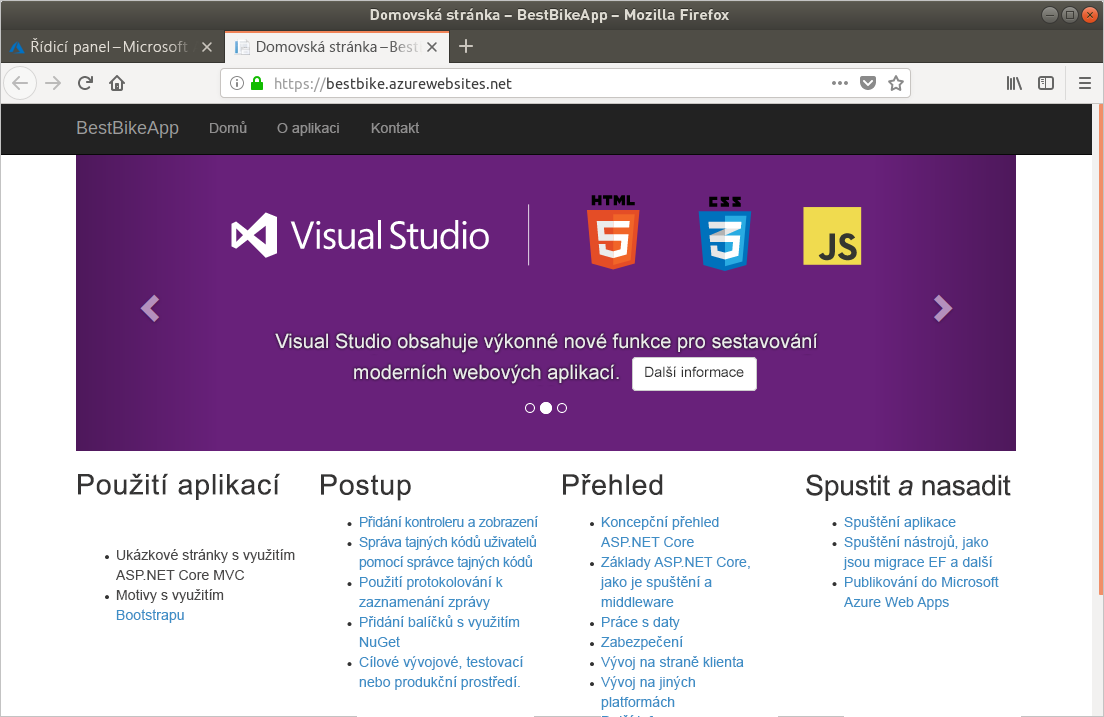 Domovská stránka – BestBikeApp – Mozilla Firefox
Řídicí panel – Microsoft
Domovská stránka – Best
https://bestbike.azurewebsites.net
BestBikeApp
Domů
O aplikaci
Kontakt
Visual Studio
HTML
5
CSS
3
JS
Visual Studio obsahuje výkonné nové funkce pro sestavování
moderních webových aplikací.
Další informace
Použití aplikací
Ukázkové stránky s využitím
ASP.NET Core MVC
Motivy s využitím
Bootstrapu
Postup
Přidání kontroleru a zobrazení
Správa tajných kódů uživatelů
pomocí správce tajných kódů
Použití protokolování k
zaznamenání zprávy
Přidání balíčků s využitím
NuGet
Cílové vývojové, testovací
nebo produkční prostředí.
Přehled
Koncepční přehled
ASP.NET Core
Základy ASP.NET Core,
jako je spuštění a
middleware
Práce s daty
Zabezpečení
Vývoj na straně klienta
Vývoj na jiných
platformách
Spustit a nasadit
Spuštění aplikace
Spuštění nástrojů, jako
jsou migrace EF a další
Publikování do Microsoft
Azure Web Apps